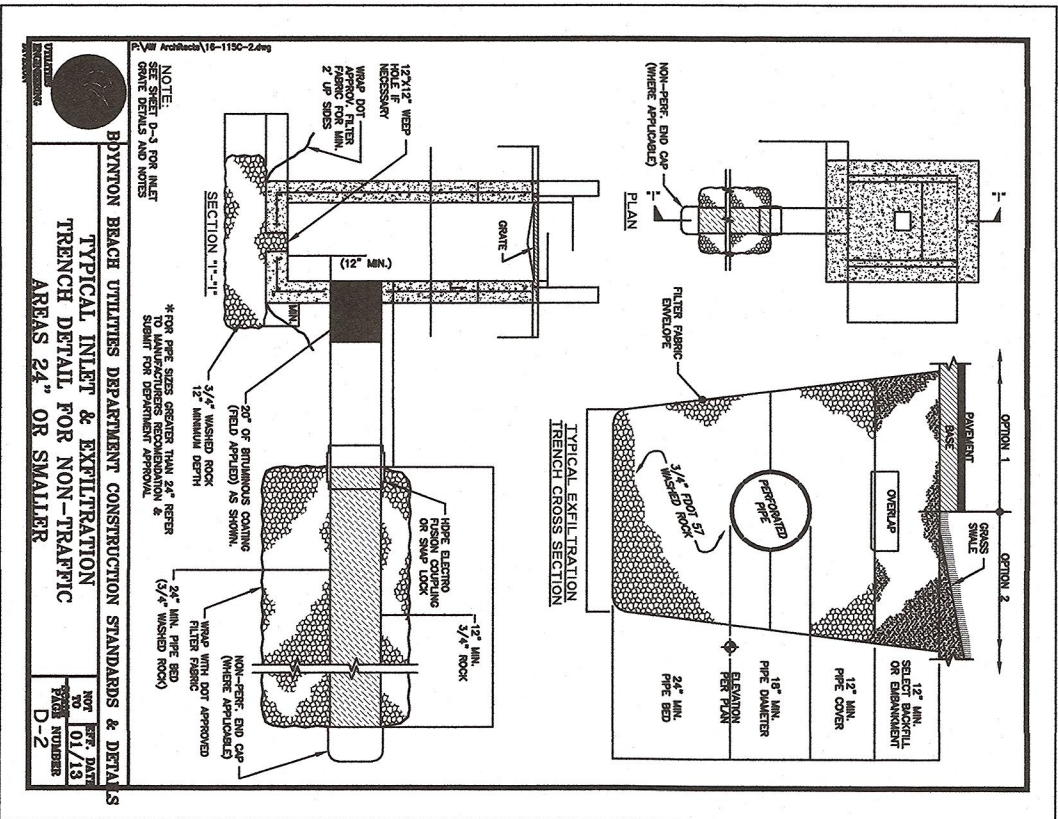 P:\AW Architects\16-115C-2.dwg
NON-PERF. END CAP
(WHERE APPLICABLE)
"I"
"I"
PLAN
FILTER FABRIC
ENVELOPE
OPTION 1
OPTION 2
PAVEMENT
BASE
GRASS
SWALE
OVERLAP
PERFORATED
PIPE
3/4" FDOT 57
WASHED ROCK
12" MIN.
SELECT BACKFILL
OR EMBANKMENT
12" MIN.
PIPE COVER
18" MIN.
PIPE DIAMETER
ELEVATION
PER PLAN
24" MIN.
PIPE BED
TYPICAL EXFILTRATION
TRENCH CROSS SECTION
12"X12" WEEP
HOLE IF
NECESSARY
WRAP DOT
APPROV. FILTER
FABRIC FOR MIN.
2' UP SIDES
GRATE
(12" MIN.)
MIN.
SECTION "I"-"I"
20" OF BITUMINOUS COATING
(FIELD APPLIED) AS SHOWN.
3/4" WASHED ROCK
12" MINIMUM DEPTH
HDPE ELECTRO
FUSION COUPLING
OR SNAP LOCK
12" MIN.
3/4" ROCK
NON-PERF. END CAP
(WHERE APPLICABLE)
WRAP WITH DOT APPROVED
FILTER FABRIC
24" MIN. PIPE BED
(3/4" WASHED ROCK)
NOTE:
SEE SHEET D-3 FOR INLET
GRATE DETAILS AND NOTES
*FOR PIPE SIZES GREATER THAN 24" REFER
TO MANUFACTURERS RECOMENDATION &
SUBMIT FOR DEPARTMENT APPROVAL
BOYNTON BEACH UTILITIES DEPARTMENT CONSTRUCTION STANDARDS & DETAILS
UTILITIES
ENGINEERING
DIVISION
TYPICAL INLET & EXFILTRATION
TRENCH DETAIL FOR NON-TRAFFIC
AREAS 24" OR SMALLER
NOT
TO
EFF. DATE
01/13
PAGE NUMBER
D-2